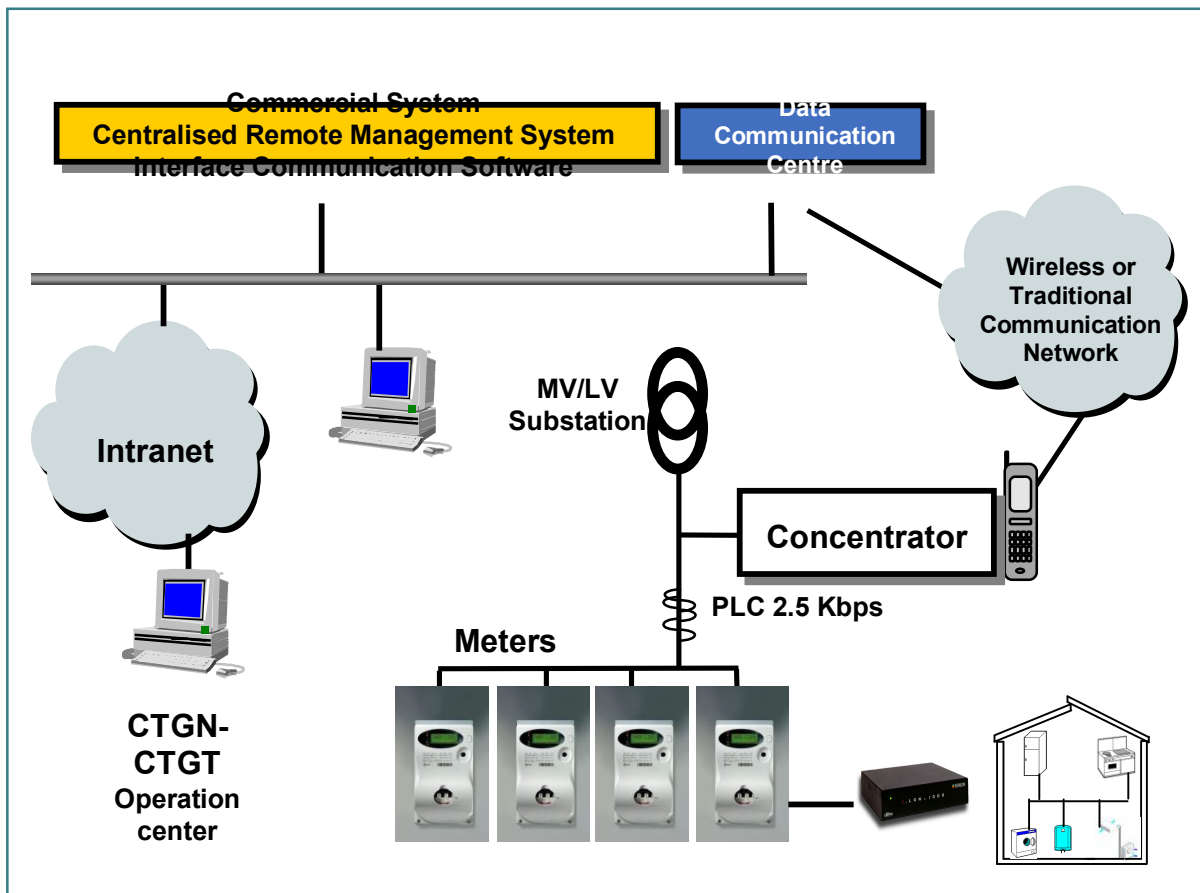 Commercial System
Centralised Remote Management System
Interface Communication Software
Data
Communication
Centre
Wireless or
Traditional
Communication
Network
MV/LV
Substation
Intranet
Concentrator
PLC 2.5 Kbps
Meters
CTGN-
CTGT
Operation
center